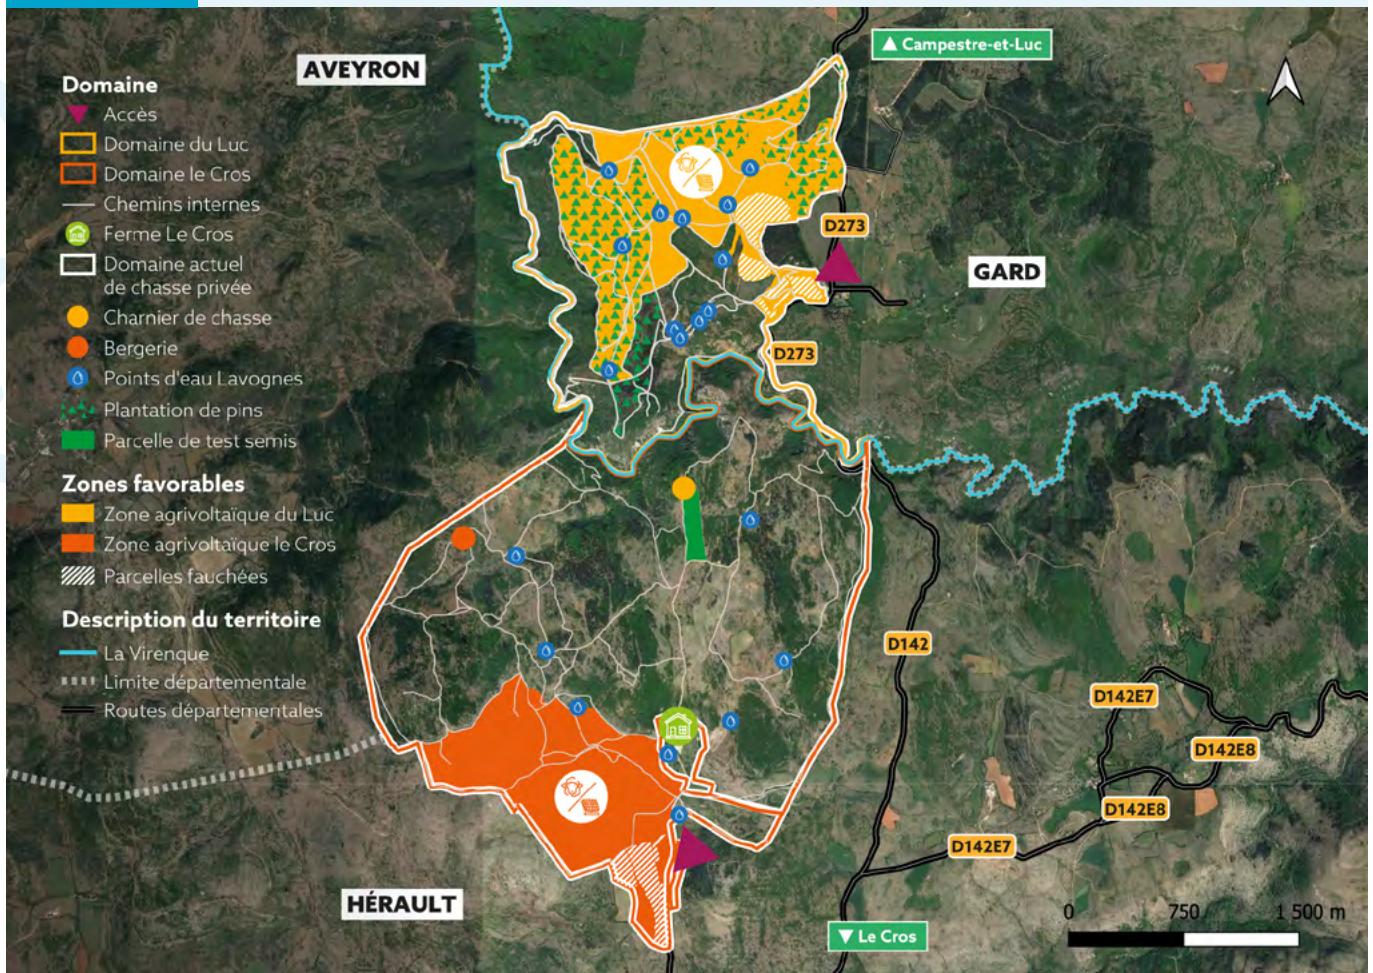 AVEYRON
▲ Campestre-et-Luc
Domaine
Accès
Domaine du Luc
Domaine le Cros
Chemins internes
Ferme Le Cros
Domaine actuel
de chasse privée
Charnier de chasse
Bergerie
Points d'eau Lavognes
Plantation de pins
Parcelle de test semis
Zones favorables
Zone agrivoltaïque du Luc
Zone agrivoltaïque le Cros
Parcelles fauchées
Description du territoire
La Virenque
Limite départementale
Routes départementales
D273
GARD
D273
D142
D142E7
D142E8
D142E8
D142E7
HÉRAULT
▼ Le Cros
0 750 1 500 m